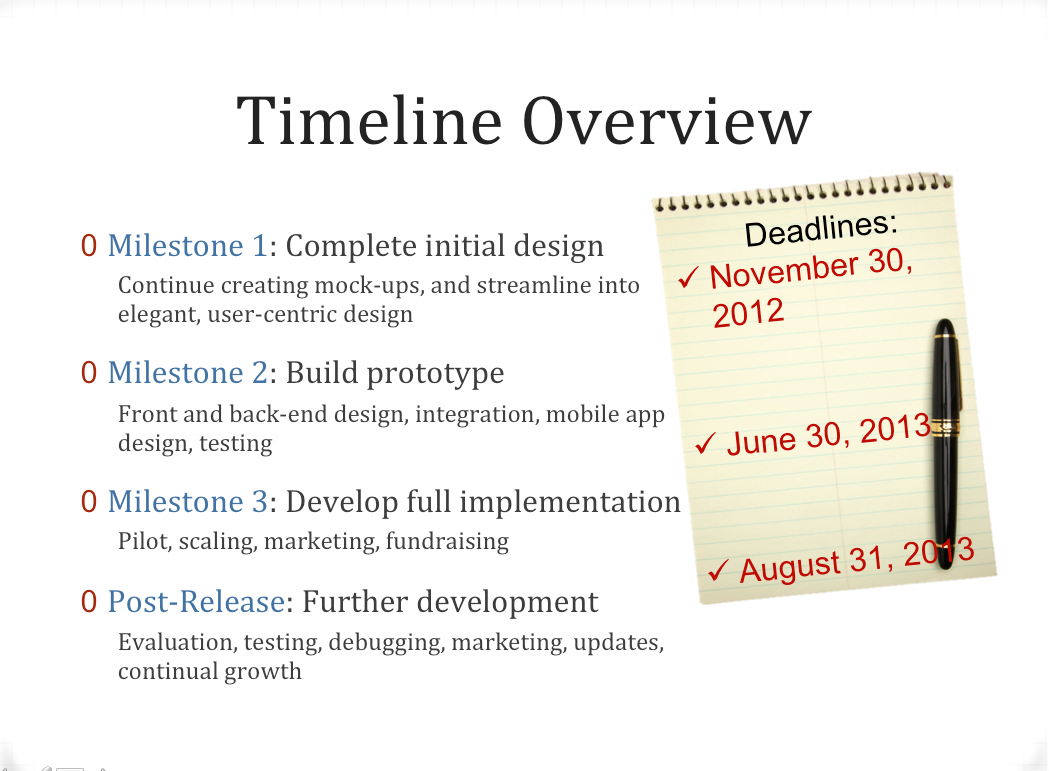 Timeline Overview
0 Milestone 1: Complete initial design
Continue creating mock-ups, and streamline into
elegant, user-centric design
0 Milestone 2: Build prototype
Front and back-end design, integration, mobile app
design, testing
0 Milestone 3: Develop full implementation
Pilot, scaling, marketing, fundraising
0 Post-Release: Further development
Evaluation, testing, debugging, marketing, updates,
continual growth
Deadlines:
✓ November 30,
2012
✓ June 30, 2013
✓ August 31, 2013